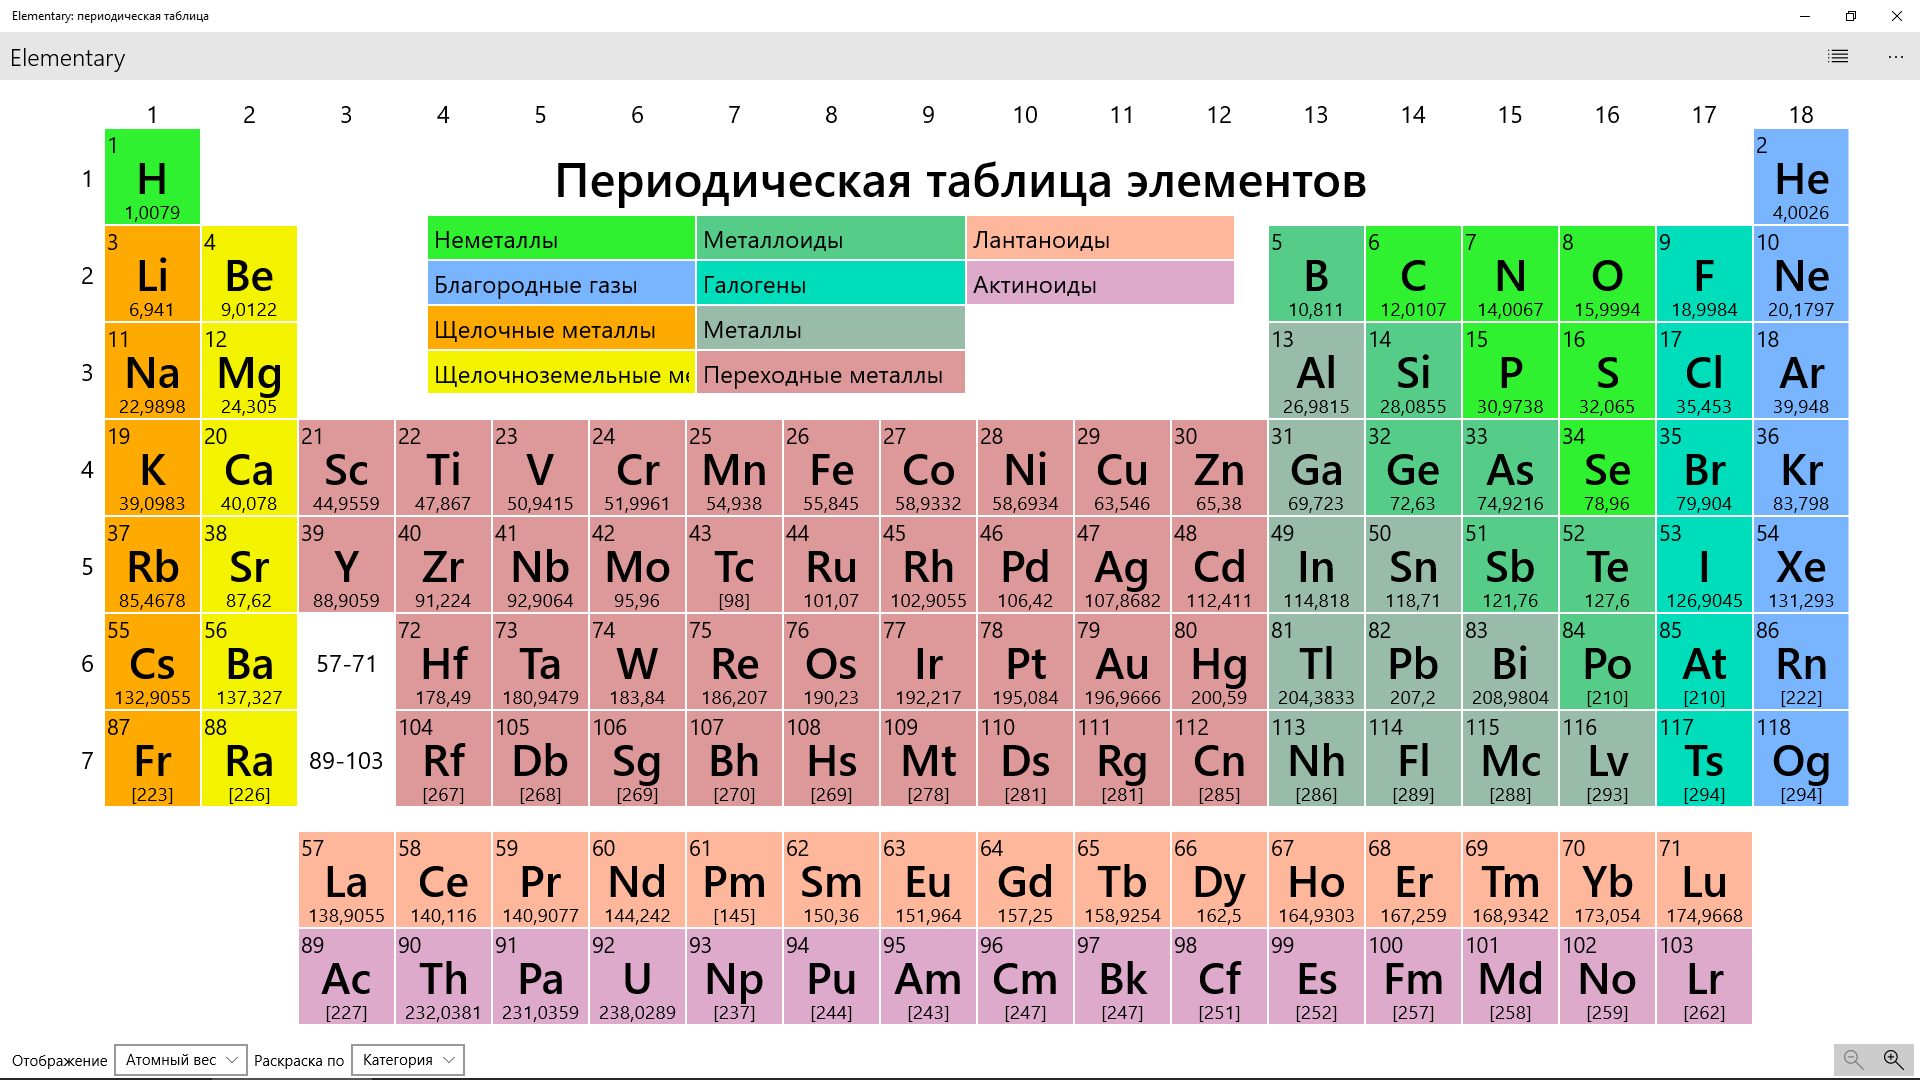 Elementary: периодическая таблица
Elementary
1 2 3 4 5 6 7 8 9 10 11 12 13 14 15 16 17 18
1 2
1 H Периодическая таблица элементов He
1,0079 4,0026
Неметаллы Металлоиды Лантаноиды
3 4 5 6 7 8 9 10
2 Li Be B C N O F Ne
Благородные газы Галогены Актиноиды
6,941 9,0122 10,811 12,0107 14,0067 15,9994 18,9984 20,1797
Щелочные металлы Металлы
11 12 13 14 15 16 17 18
3 Na Mg Al Si P S Cl Ar
Щелочноземельные ме Переходные металлы
22,9898 24,305 26,9815 28,0855 30,9738 32,065 35,453 39,948
19 20 21 22 23 24 25 26 27 28 29 30 31 32 33 34 35 36
4 K Ca Sc Ti V Cr Mn Fe Co Ni Cu Zn Ga Ge As Se Br Kr
39,0983 40,078 44,9559 47,867 50,9415 51,9961 54,938 55,845 58,9332 58,6934 63,546 65,38 69,723 72,63 74,9216 78,96 79,904 83,798
37 38 39 40 41 42 43 44 45 46 47 48 49 50 51 52 53 54
5 Rb Sr Y Zr Nb Mo Tc Ru Rh Pd Ag Cd In Sn Sb Te I Xe
85,4678 87,62 88,9059 91,224 92,9064 95,96 [98] 101,07 102,9055 106,42 107,8682 112,411 114,818 118,71 121,76 127,6 126,9045 131,293
55 56 72 73 74 75 76 77 78 79 80 81 82 83 84 85 86
6 Cs Ba 57-71 Hf Ta W Re Os Ir Pt Au Hg Tl Pb Bi Po At Rn
132,9055 137,327 178,49 180,9479 183,84 186,207 190,23 192,217 195,084 196,9666 200,59 204,3833 207,2 208,9804 [210] [210] [222]
87 88 104 105 106 107 108 109 110 111 112 113 114 115 116 117 118
7 Fr Ra 89-103 Rf Db Sg Bh Hs Mt Ds Rg Cn Nh Fl Mc Lv Ts Og
[223] [226] [267] [268] [269] [270] [269] [278] [281] [281] [285] [286] [289] [288] [293] [294] [294]
57 58 59 60 61 62 63 64 65 66 67 68 69 70 71
La Ce Pr Nd Pm Sm Eu Gd Tb Dy Ho Er Tm Yb Lu
138,9055 140,116 140,9077 144,242 [145] 150,36 151,964 157,25 158,9254 162,5 164,9303 167,259 168,9342 173,054 174,9668
89 90 91 92 93 94 95 96 97 98 99 100 101 102 103
Ac Th Pa U Np Pu Am Cm Bk Cf Es Fm Md No Lr
[227] 232,0381 231,0359 238,0289 [237] [244] [243] [247] [247] [251] [252] [257] [258] [259] [262]
Отображение Атомный вес Раскраска по Категория